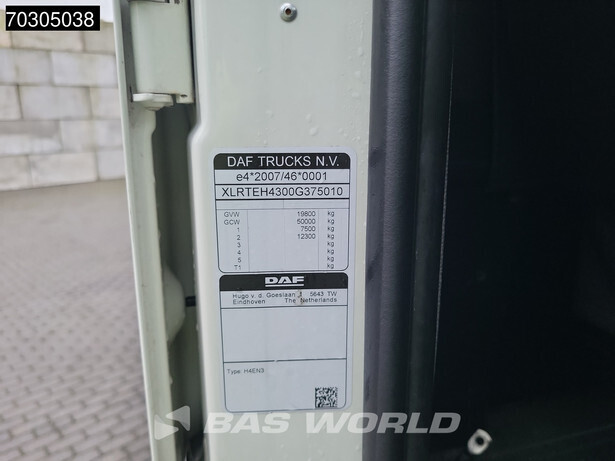 70305038
DAF TRUCKS N.V.
e4*2007/46*0001
XLRTEH4300G375010
GVW 19800 kg
GCW 50000 kg
1 7500 kg
2 12300 kg
3 kg
4 kg
5 kg
T1 kg
DAF
Hugo v. d. Goeslaan 1 5643 TW
Eindhoven The Netherlands
Type: H4EN3
BAS WORLD